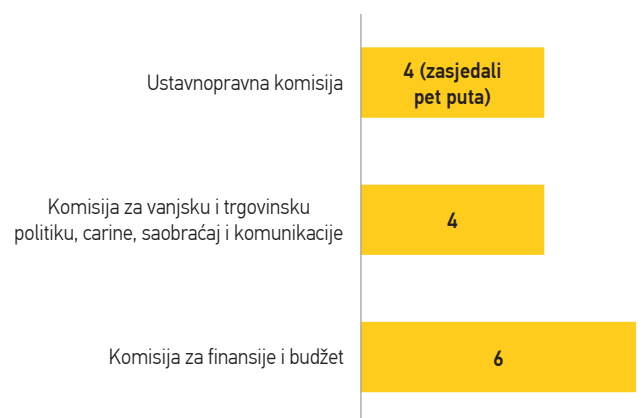 Ustavnopravna komisija
4 (zasjedali
pet puta)
Komisija za vanjsku i trgovinsku
politiku, carine, saobraćaj i komunikacije
4
Komisija za finansije i budžet
6